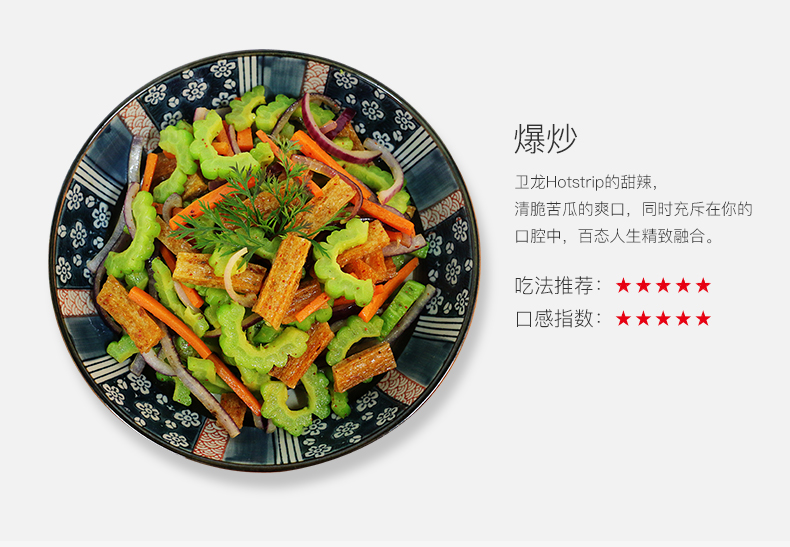 爆炒
卫龙Hotstrip的甜辣，
清脆苦瓜的爽口，同时充斥在你的
口腔中，百态人生精致融合。
吃法推荐：★★★★★
口感指数：★★★★★